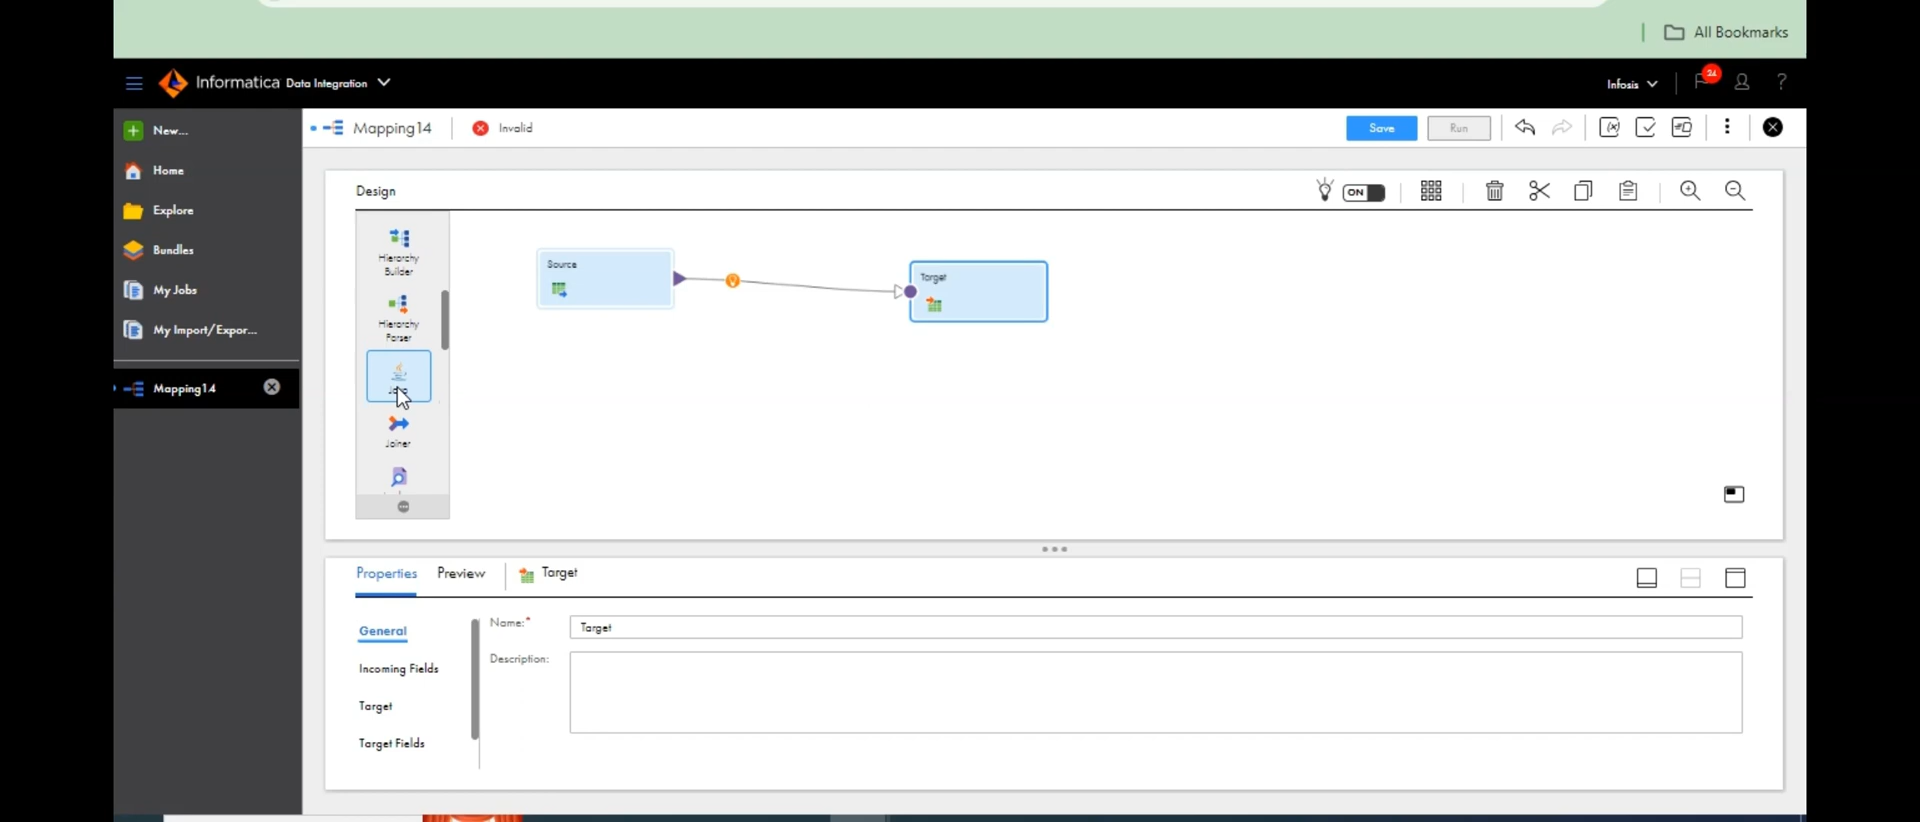 All Bookmarks
Informatica Data Integration
Infosis
24
?
New...
Mapping14
Invalid
Save
Run
Home
Design
ON
Explore
Bundles
My Jobs
My Import/Expor...
Mapping14
Hierarchy
Builder
Hierarchy
Parser
Java
Joiner
Source
Target
Properties
Preview
Target
General
Incoming Fields
Target
Target Fields
Name:*
Target
Description: